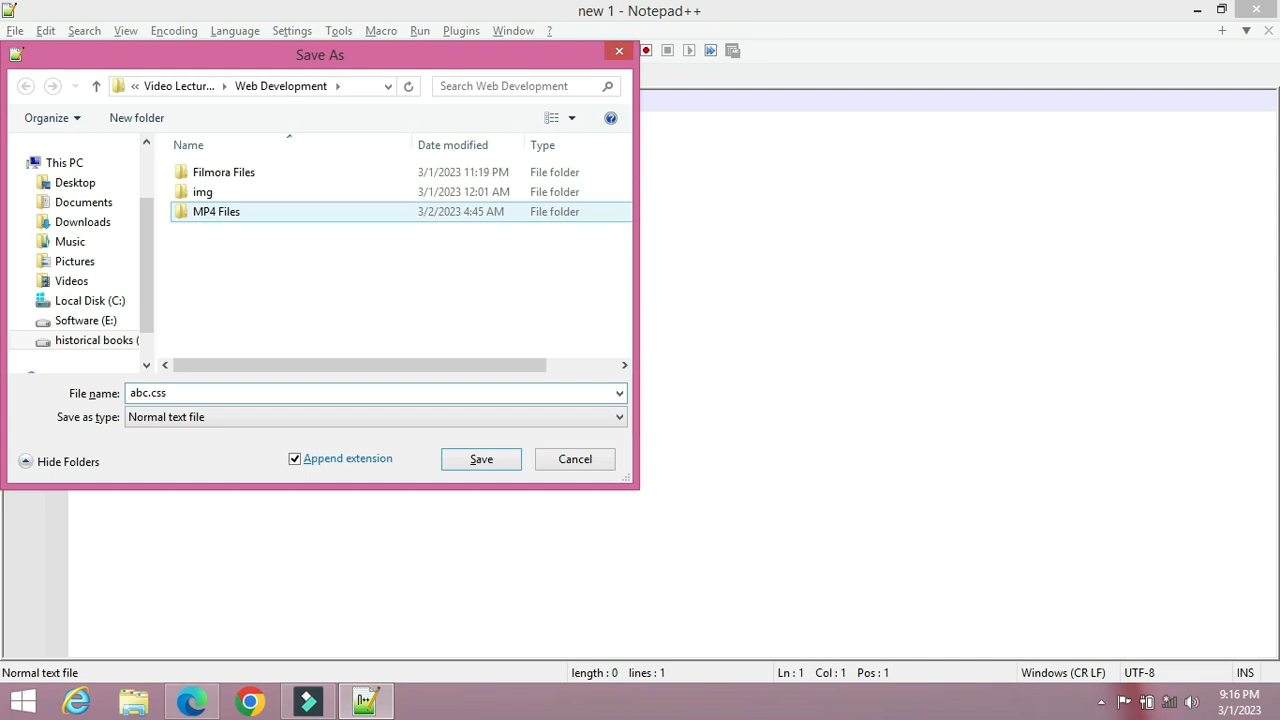 new 1 - Notepad++
File Edit Search View Encoding Language Settings Tools Macro Run Plugins Window ?
Save As
Video Lectur... Web Development Search Web Development
Organize New folder
Name Date modified Type
This PC
Desktop
Documents
Downloads
Music
Pictures
Videos
Local Disk (C:)
Software (E:)
historical books (
Filmora Files 3/1/2023 11:19 PM File folder
img 3/1/2023 12:01 AM File folder
MP4 Files 3/2/2023 4:45 AM File folder
File name: abc.css
Save as type: Normal text file
Hide Folders Append extension Save Cancel
Normal text file length : 0 lines : 1 Ln : 1 Col : 1 Pos : 1 Windows (CR LF) UTF-8 INS
9:16 PM
3/1/2023